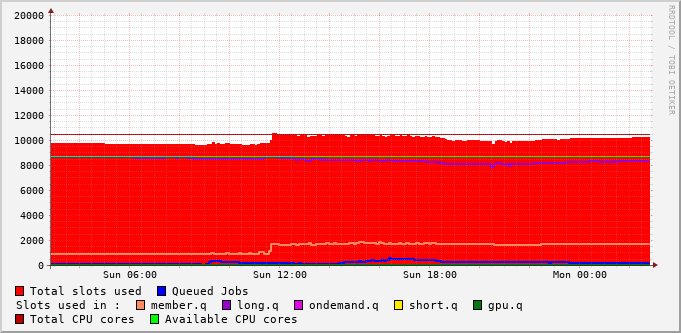 RRDTOOL / TOBI OETIKER
20000
18000
16000
14000
12000
10000
8000
6000
4000
2000
0
Sun 06:00 Sun 12:00 Sun 18:00 Mon 00:00
Total slots used Queued Jobs
Slots used in : member.q long.q ondemand.q short.q gpu.q
Total CPU cores Available CPU cores